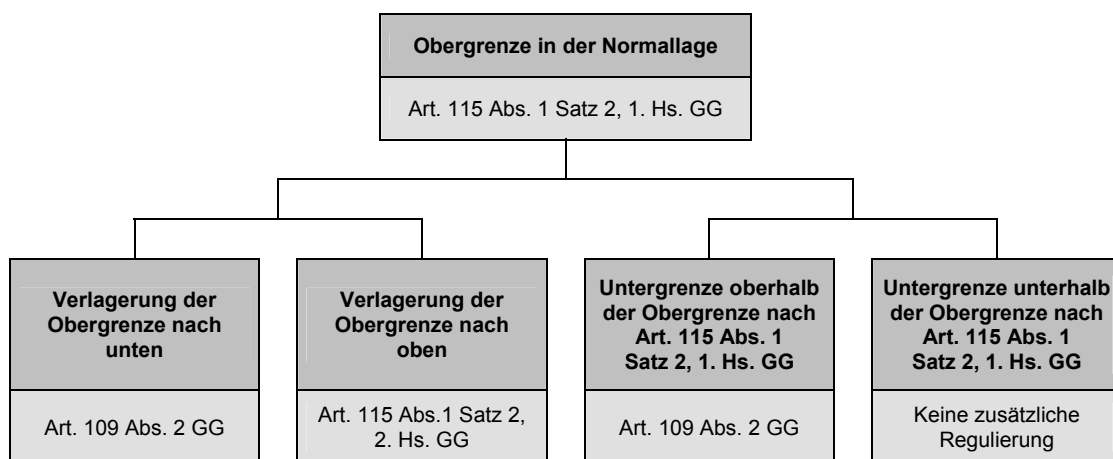 Obergrenze in der Normallage
Art. 115 Abs. 1 Satz 2, 1. Hs. GG
Verlagerung der
Obergrenze nach
unten
Art. 109 Abs. 2 GG
Verlagerung der
Obergrenze nach
oben
Art. 115 Abs.1 Satz 2,
2. Hs. GG
Untergrenze oberhalb
der Obergrenze nach
Art. 115 Abs. 1
Satz 2, 1. Hs. GG
Art. 109 Abs. 2 GG
Untergrenze unterhalb
der Obergrenze nach
Art. 115 Abs. 1
Satz 2, 1. Hs. GG
Keine zusätzliche
Regulierung